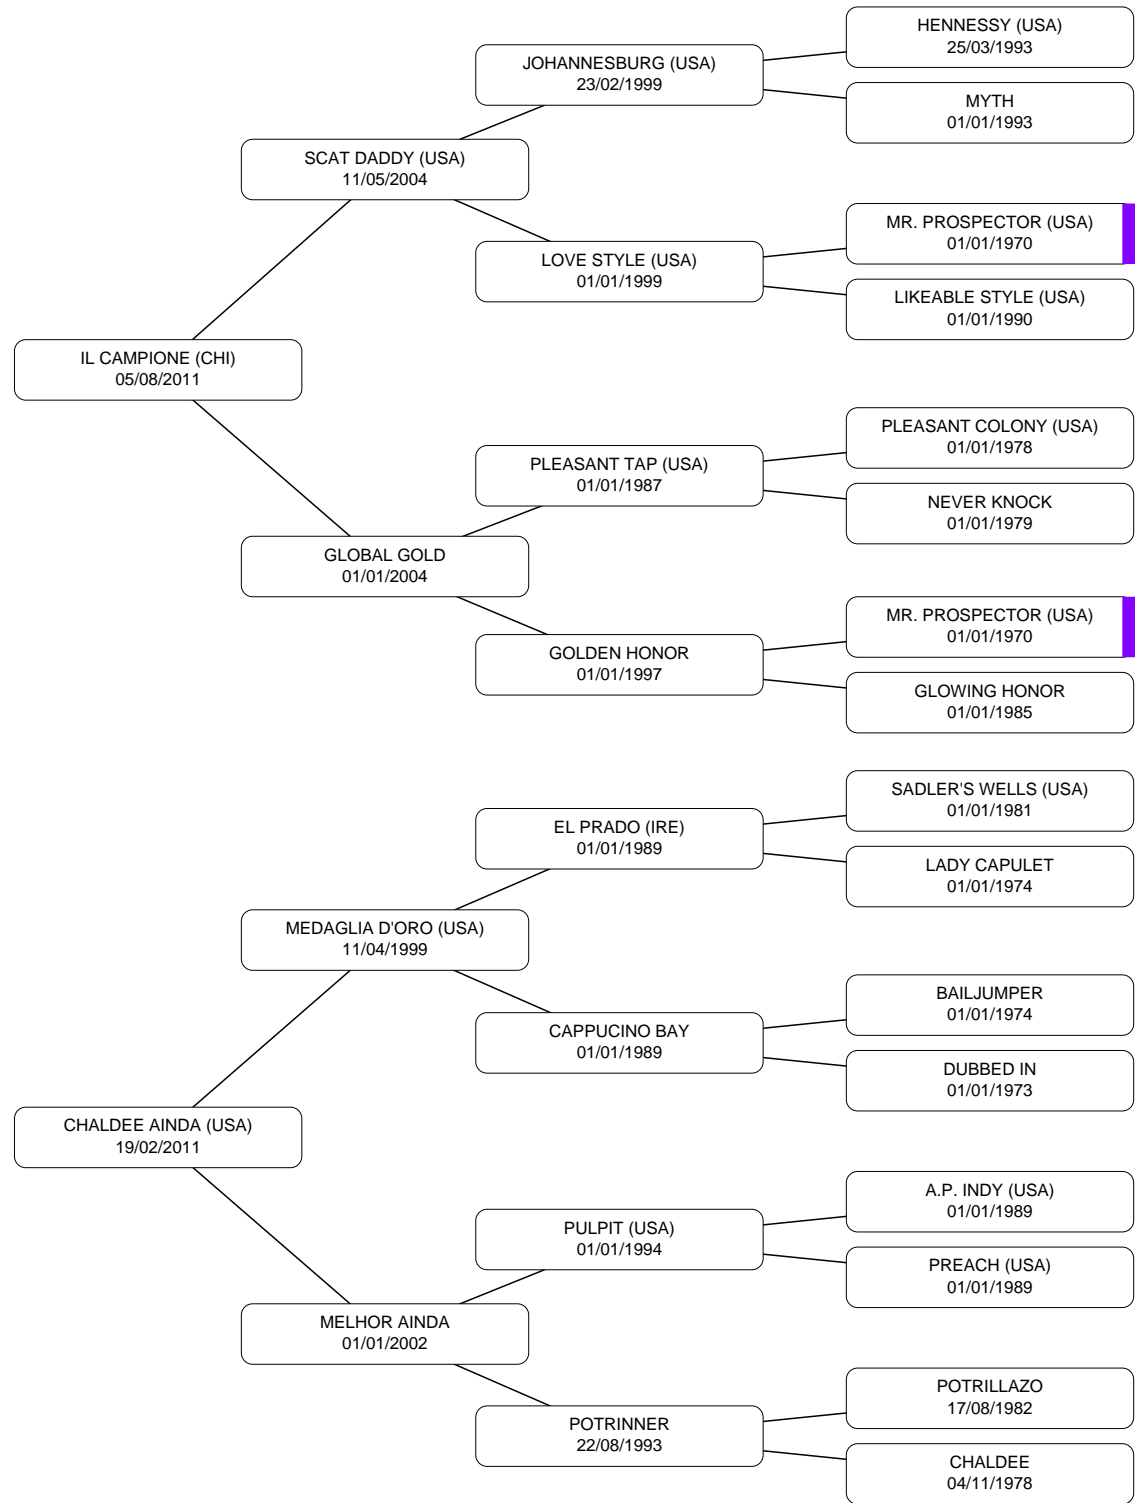 HENNESSY (USA)
25/03/1993
JOHANNESBURG (USA)
23/02/1999
MYTH
01/01/1993
SCAT DADDY (USA)
11/05/2004
MR. PROSPECTOR (USA)
01/01/1970
LOVE STYLE (USA)
01/01/1999
LIKEABLE STYLE (USA)
01/01/1990
IL CAMPIONE (CHI)
05/08/2011
PLEASANT COLONY (USA)
01/01/1978
PLEASANT TAP (USA)
01/01/1987
NEVER KNOCK
01/01/1979
GLOBAL GOLD
01/01/2004
MR. PROSPECTOR (USA)
01/01/1970
GOLDEN HONOR
01/01/1997
GLOWING HONOR
01/01/1985
SADLER'S WELLS (USA)
01/01/1981
EL PRADO (IRE)
01/01/1989
LADY CAPULET
01/01/1974
MEDAGLIA D'ORO (USA)
11/04/1999
BAILJUMPER
01/01/1974
CAPPUCINO BAY
01/01/1989
DUBBED IN
01/01/1973
CHALDEE AINDA (USA)
19/02/2011
A.P. INDY (USA)
01/01/1989
PULPIT (USA)
01/01/1994
PREACH (USA)
01/01/1989
MELHOR AINDA
01/01/2002
POTRILLAZO
17/08/1982
POTRINNER
22/08/1993
CHALDEE
04/11/1978